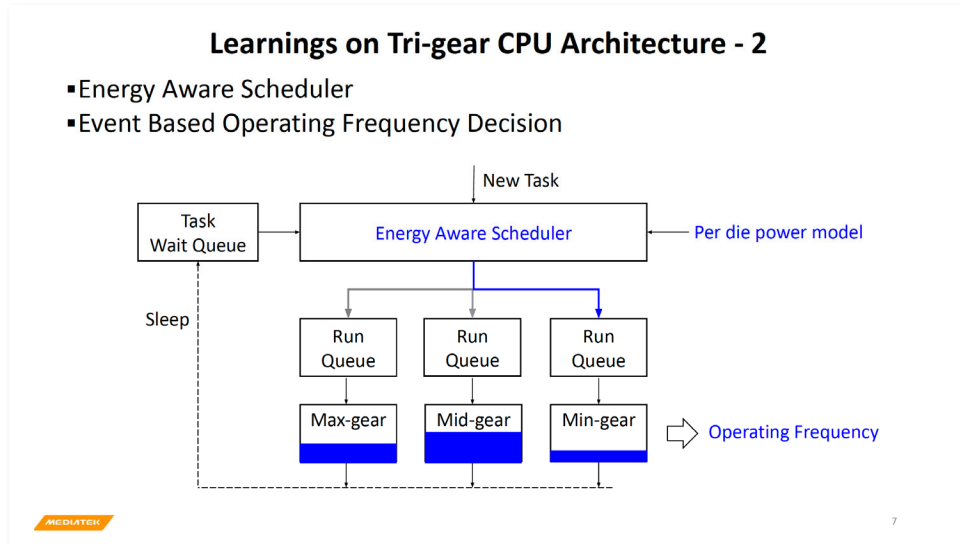 Learnings on Tri-gear CPU Architecture - 2
▪Energy Aware Scheduler
▪Event Based Operating Frequency Decision
New Task
Task
Wait Queue
Energy Aware Scheduler
Per die power model
Sleep
Run
Queue
Run
Queue
Run
Queue
Max-gear
Mid-gear
Min-gear
Operating Frequency
MEDIATEK
7